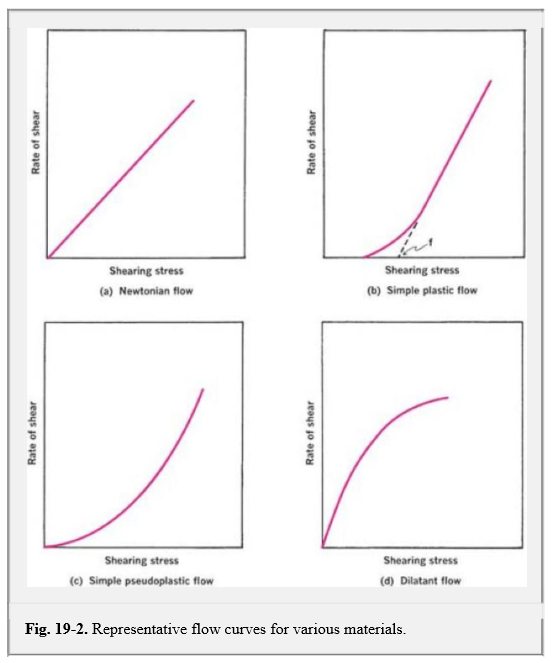 Rate of shear
Shearing stress
(a) Newtonian flow
Rate of shear
f
Shearing stress
(b) Simple plastic flow
Rate of shear
Shearing stress
(c) Simple pseudoplastic flow
Rate of shear
Shearing stress
(d) Dilatant flow
Fig. 19-2. Representative flow curves for various materials.